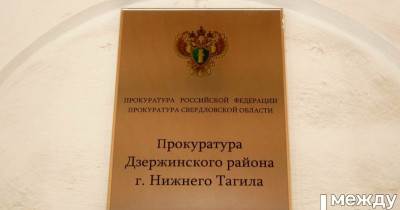 ПРОКУРАТУРА РОССИЙСКОЙ ФЕДЕРАЦИИ
ПРОКУРАТУРА СВЕРДЛОВСКОЙ ОБЛАСТИ
Прокуратура
Дзержинского района
г. Нижнего Тагила
МЕЖДУ